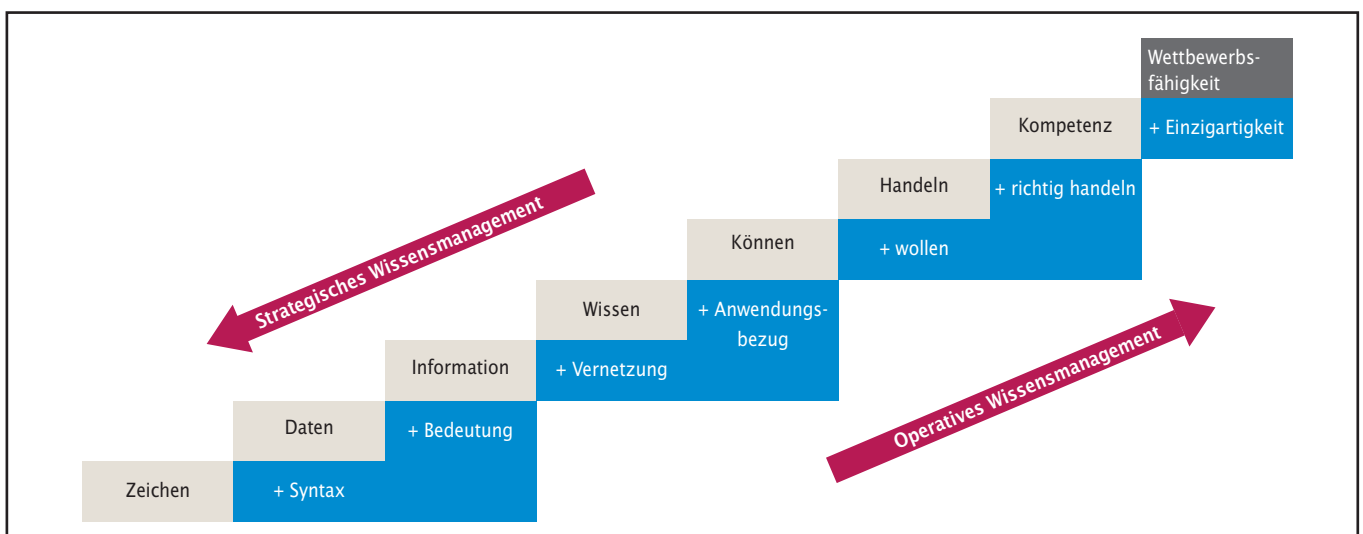 Wettbewerbs-
fähigkeit
Kompetenz
+ Einzigartigkeit
Handeln
+ richtig handeln
Strategisches Wissensmanagement
Können
+ wollen
Wissen
+ Anwendungs-
bezug
Information
+ Vernetzung
Operatives Wissensmanagement
Daten
+ Bedeutung
Zeichen
+ Syntax